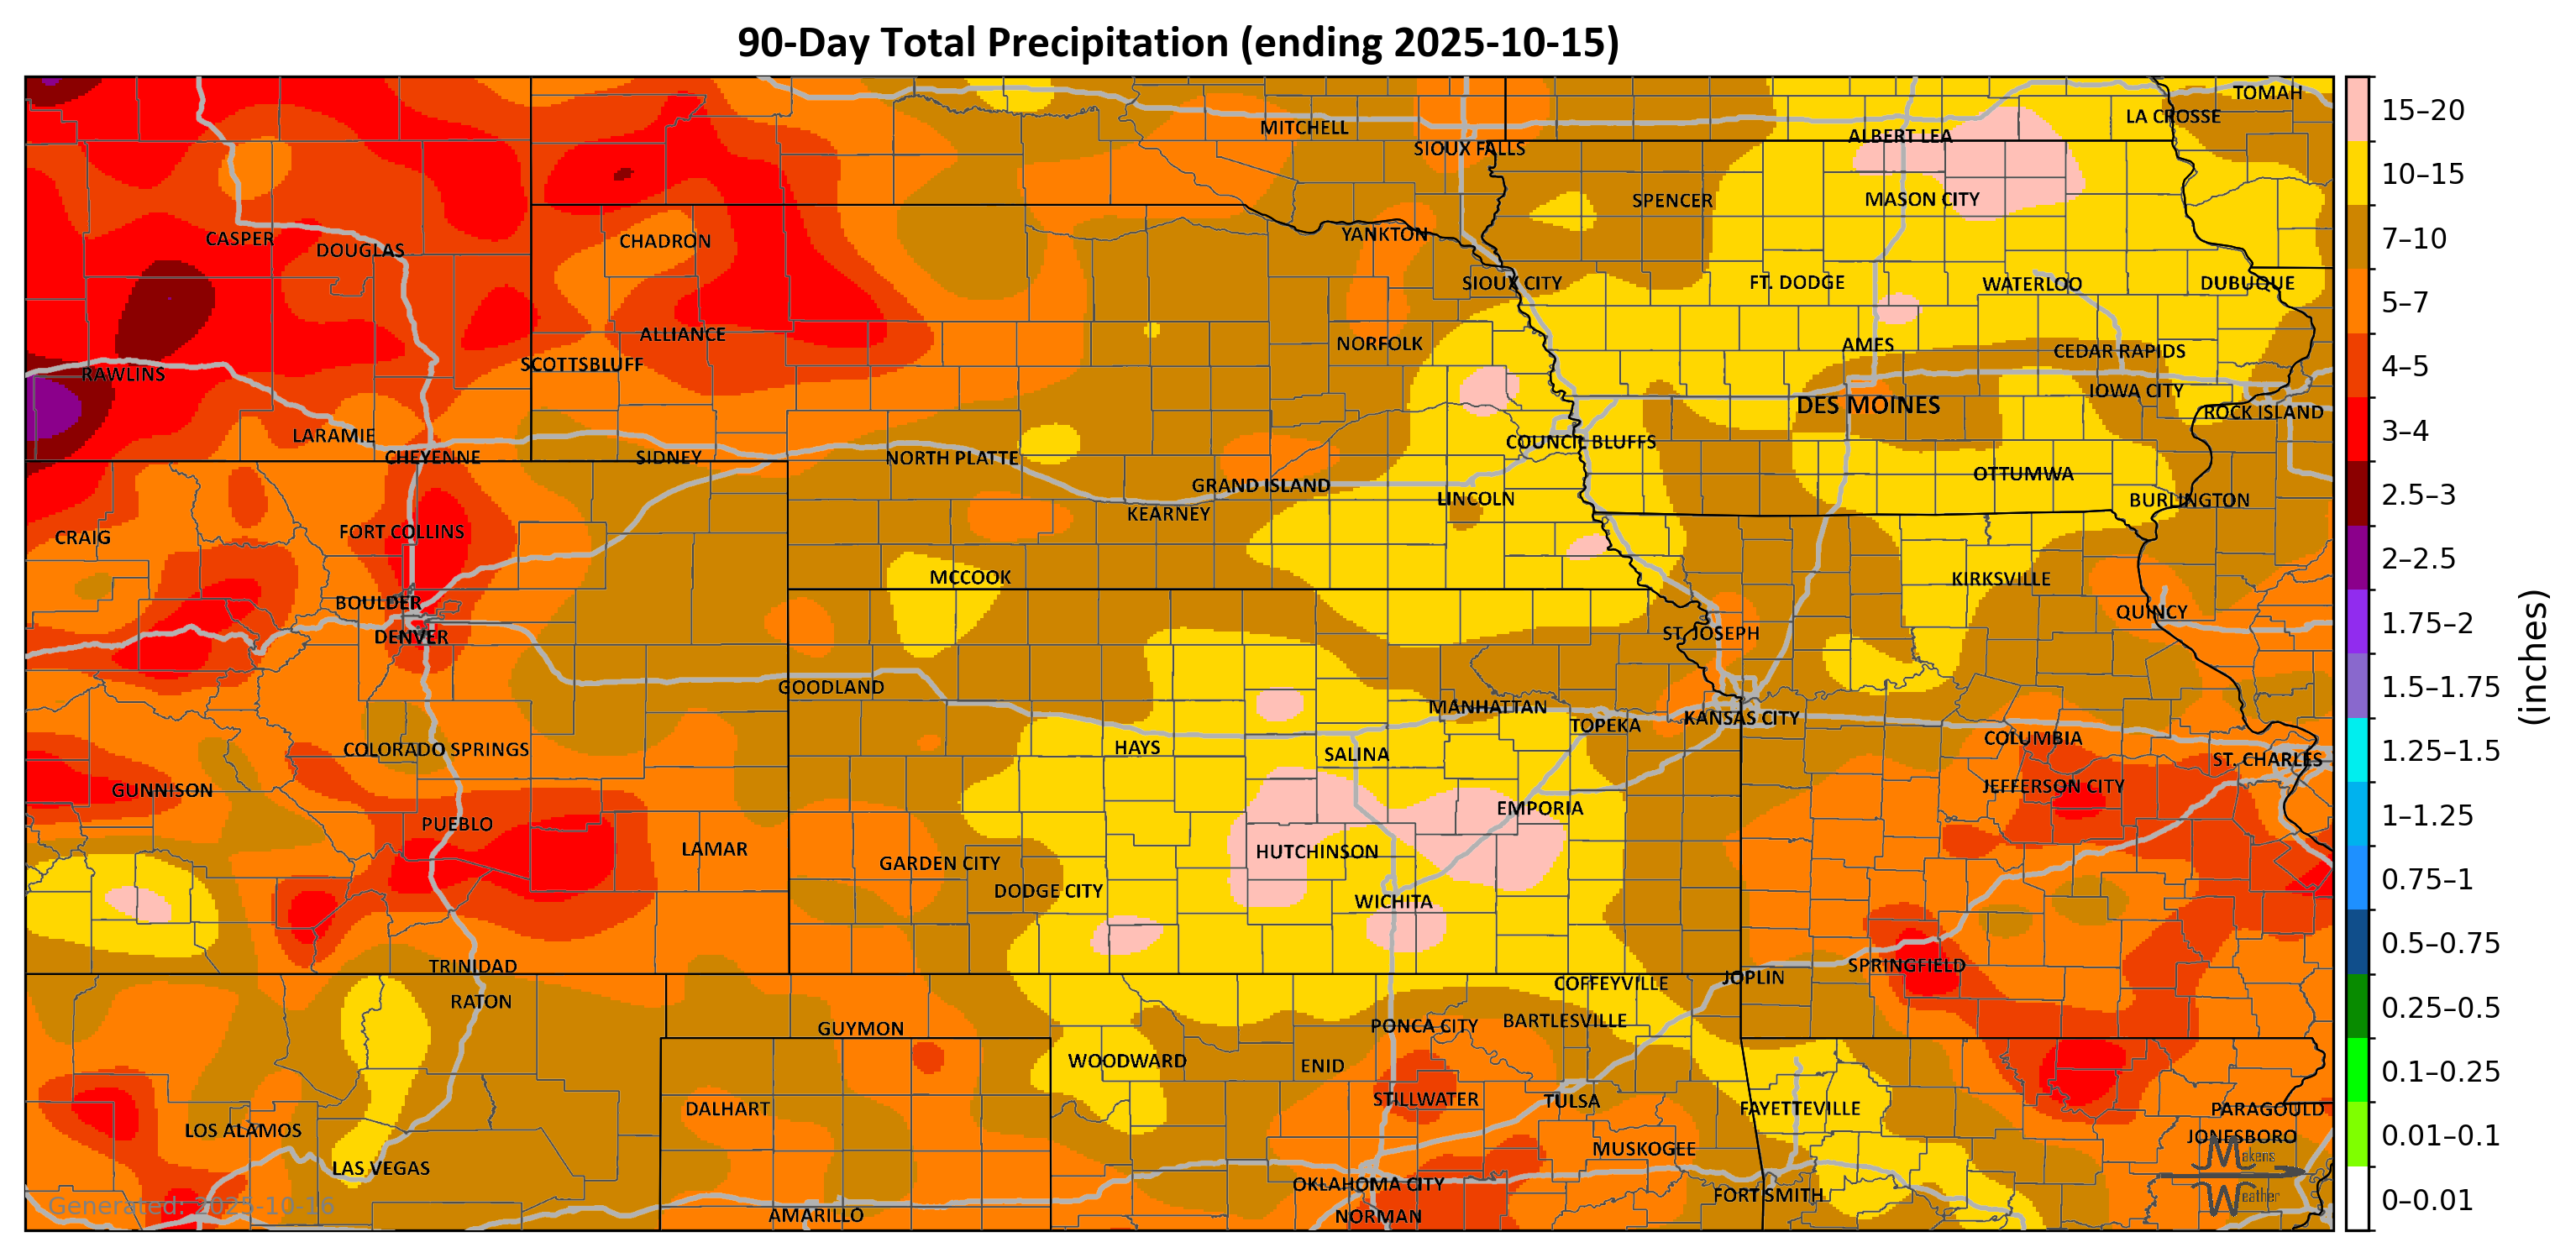 90-Day Total Precipitation (ending 2025-10-15)
TOMAH
LA CROSSE
ALBERT LEA
MITCHELL
SIOUX FALLS
SPENCER
MASON CITY
CASPER
DOUGLAS
CHADRON
YANKTON
SIOUX CITY
FT. DODGE
WATERLOO
DUBUQUE
ALLIANCE
NORFOLK
AMES
CEDAR RAPIDS
SCOTTSBLUFF
RAWLINS
IOWA CITY
DES MOINES
ROCK ISLAND
LARAMIE
COUNCIL BLUFFS
CHEYENNE
SIDNEY
NORTH PLATTE
OTTUMWA
GRAND ISLAND
LINCOLN
BURLINGTON
KEARNEY
CRAIG
FORT COLLINS
MCCOOK
KIRKSVILLE
BOULDER
QUINCY
DENVER
ST. JOSEPH
GOODLAND
MANHATTAN
TOPEKA
KANSAS CITY
COLUMBIA
COLORADO SPRINGS
HAYS
SALINA
ST. CHARLES
GUNNISON
JEFFERSON CITY
EMPORIA
PUEBLO
LAMAR
HUTCHINSON
GARDEN CITY
DODGE CITY
WICHITA
TRINIDAD
SPRINGFIELD
JOPLIN
COFFEYVILLE
RATON
BARTLESVILLE
GUYMON
PONCA CITY
WOODWARD
ENID
STILLWATER
TULSA
DALHART
FAYETTEVILLE
PARAGOULD
LOS ALAMOS
JONESBORO
MUSKOGEE
LAS VEGAS
OKLAHOMA CITY
FORT SMITH
AMARILLO
NORMAN
Generated: 2025-10-16
Makens
Weather
15–20
10–15
7–10
5–7
4–5
3–4
2.5–3
2–2.5
1.75–2
1.5–1.75
1.25–1.5
1–1.25
0.75–1
0.5–0.75
0.25–0.5
0.1–0.25
0.01–0.1
0–0.01
(inches)